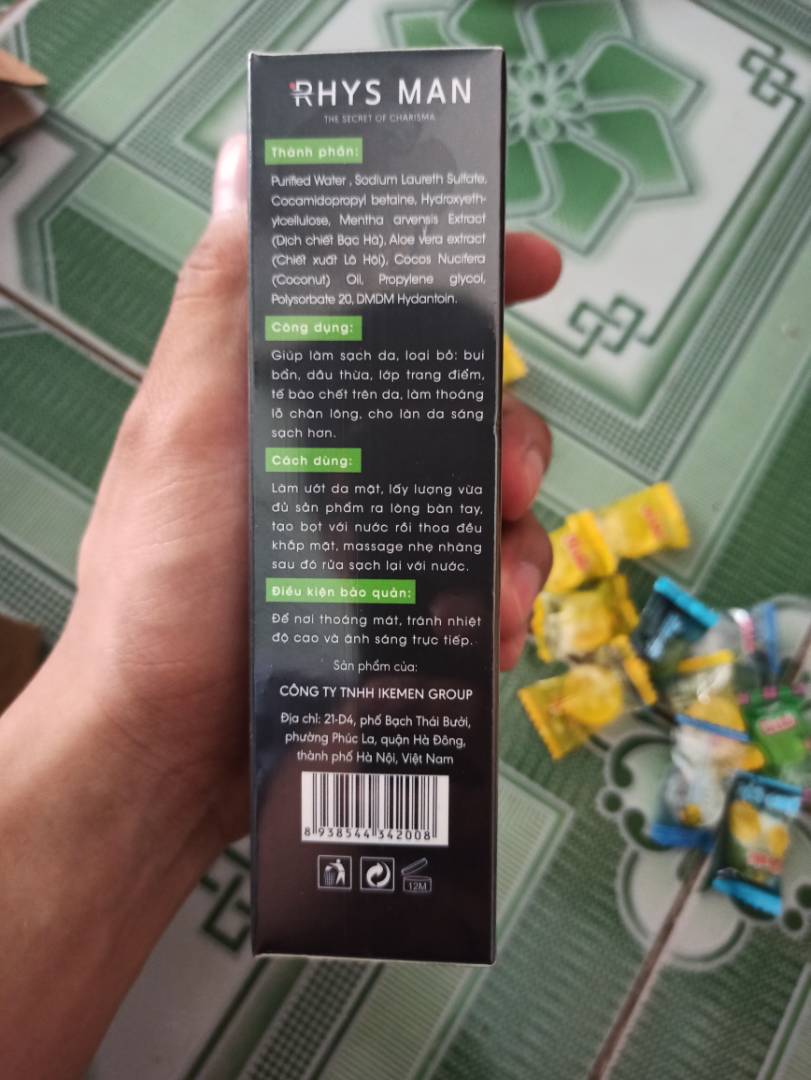 RHYS MAN
THE SECRET OF CHARISMA
Thành phần:
Purified Water , Sodium Laureth Sulfate,
Cocamidopropyl betaine, Hydroxyeth-
ylcellulose, Mentha arvensis Extract
(Dịch chiết Bạc Hà), Aloe Vera extract
(Chiết xuất Lô Hội), Cocos Nucifera
(Coconut) Oil, Propylene glycol,
Polysorbate 20, DMDM Hydantoin.
Công dụng:
Giúp làm sạch da, loại bỏ: bụi
bẩn, dầu thừa, lớp trang điểm,
tế bào chết trên da, làm thoáng
lỗ chân lông, cho làn da sáng
sạch hơn.
Cách dùng:
Làm ướt da mặt, lấy lượng vừa
đủ sản phẩm ra lòng bàn tay,
tạo bọt với nước rồi thoa đều
khắp mặt, massage nhẹ nhàng
sau đó rửa sạch lại với nước.
Điều kiện bảo quản:
Để nơi thoáng mát, tránh nhiệt
độ cao và ánh sáng trực tiếp.
Sản phẩm của:
CÔNG TY TNHH IKEMEN GROUP
Địa chỉ: 21-D4, phố Bạch Thái Bưởi,
phường Phúc La, quận Hà Đông,
thành phố Hà Nội, Việt Nam
8 938544 342008
12M